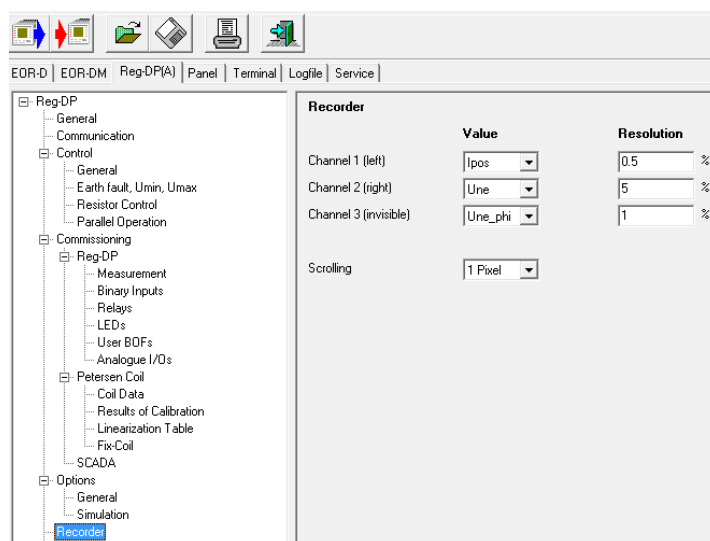 EOR-D EOR-DM Reg-DP(A) Panel Terminal Logfile Service
Reg-DP
General
Communication
Control
General
Earth fault, Umin, Umax
Resistor Control
Parallel Operation
Commissioning
Reg-DP
Measurement
Binary Inputs
Relays
LEDs
User BOFs
Analogue I/Os
Petersen Coil
Coil Data
Results of Calibration
Linearization Table
Fix-Coil
SCADA
Options
General
Simulation
Recorder
Recorder
Value Resolution
Channel 1 (left) Ipos 0.5 %
Channel 2 (right) Une 5 %
Channel 3 (invisible) Une_phi 1 %
Scrolling 1 Pixel